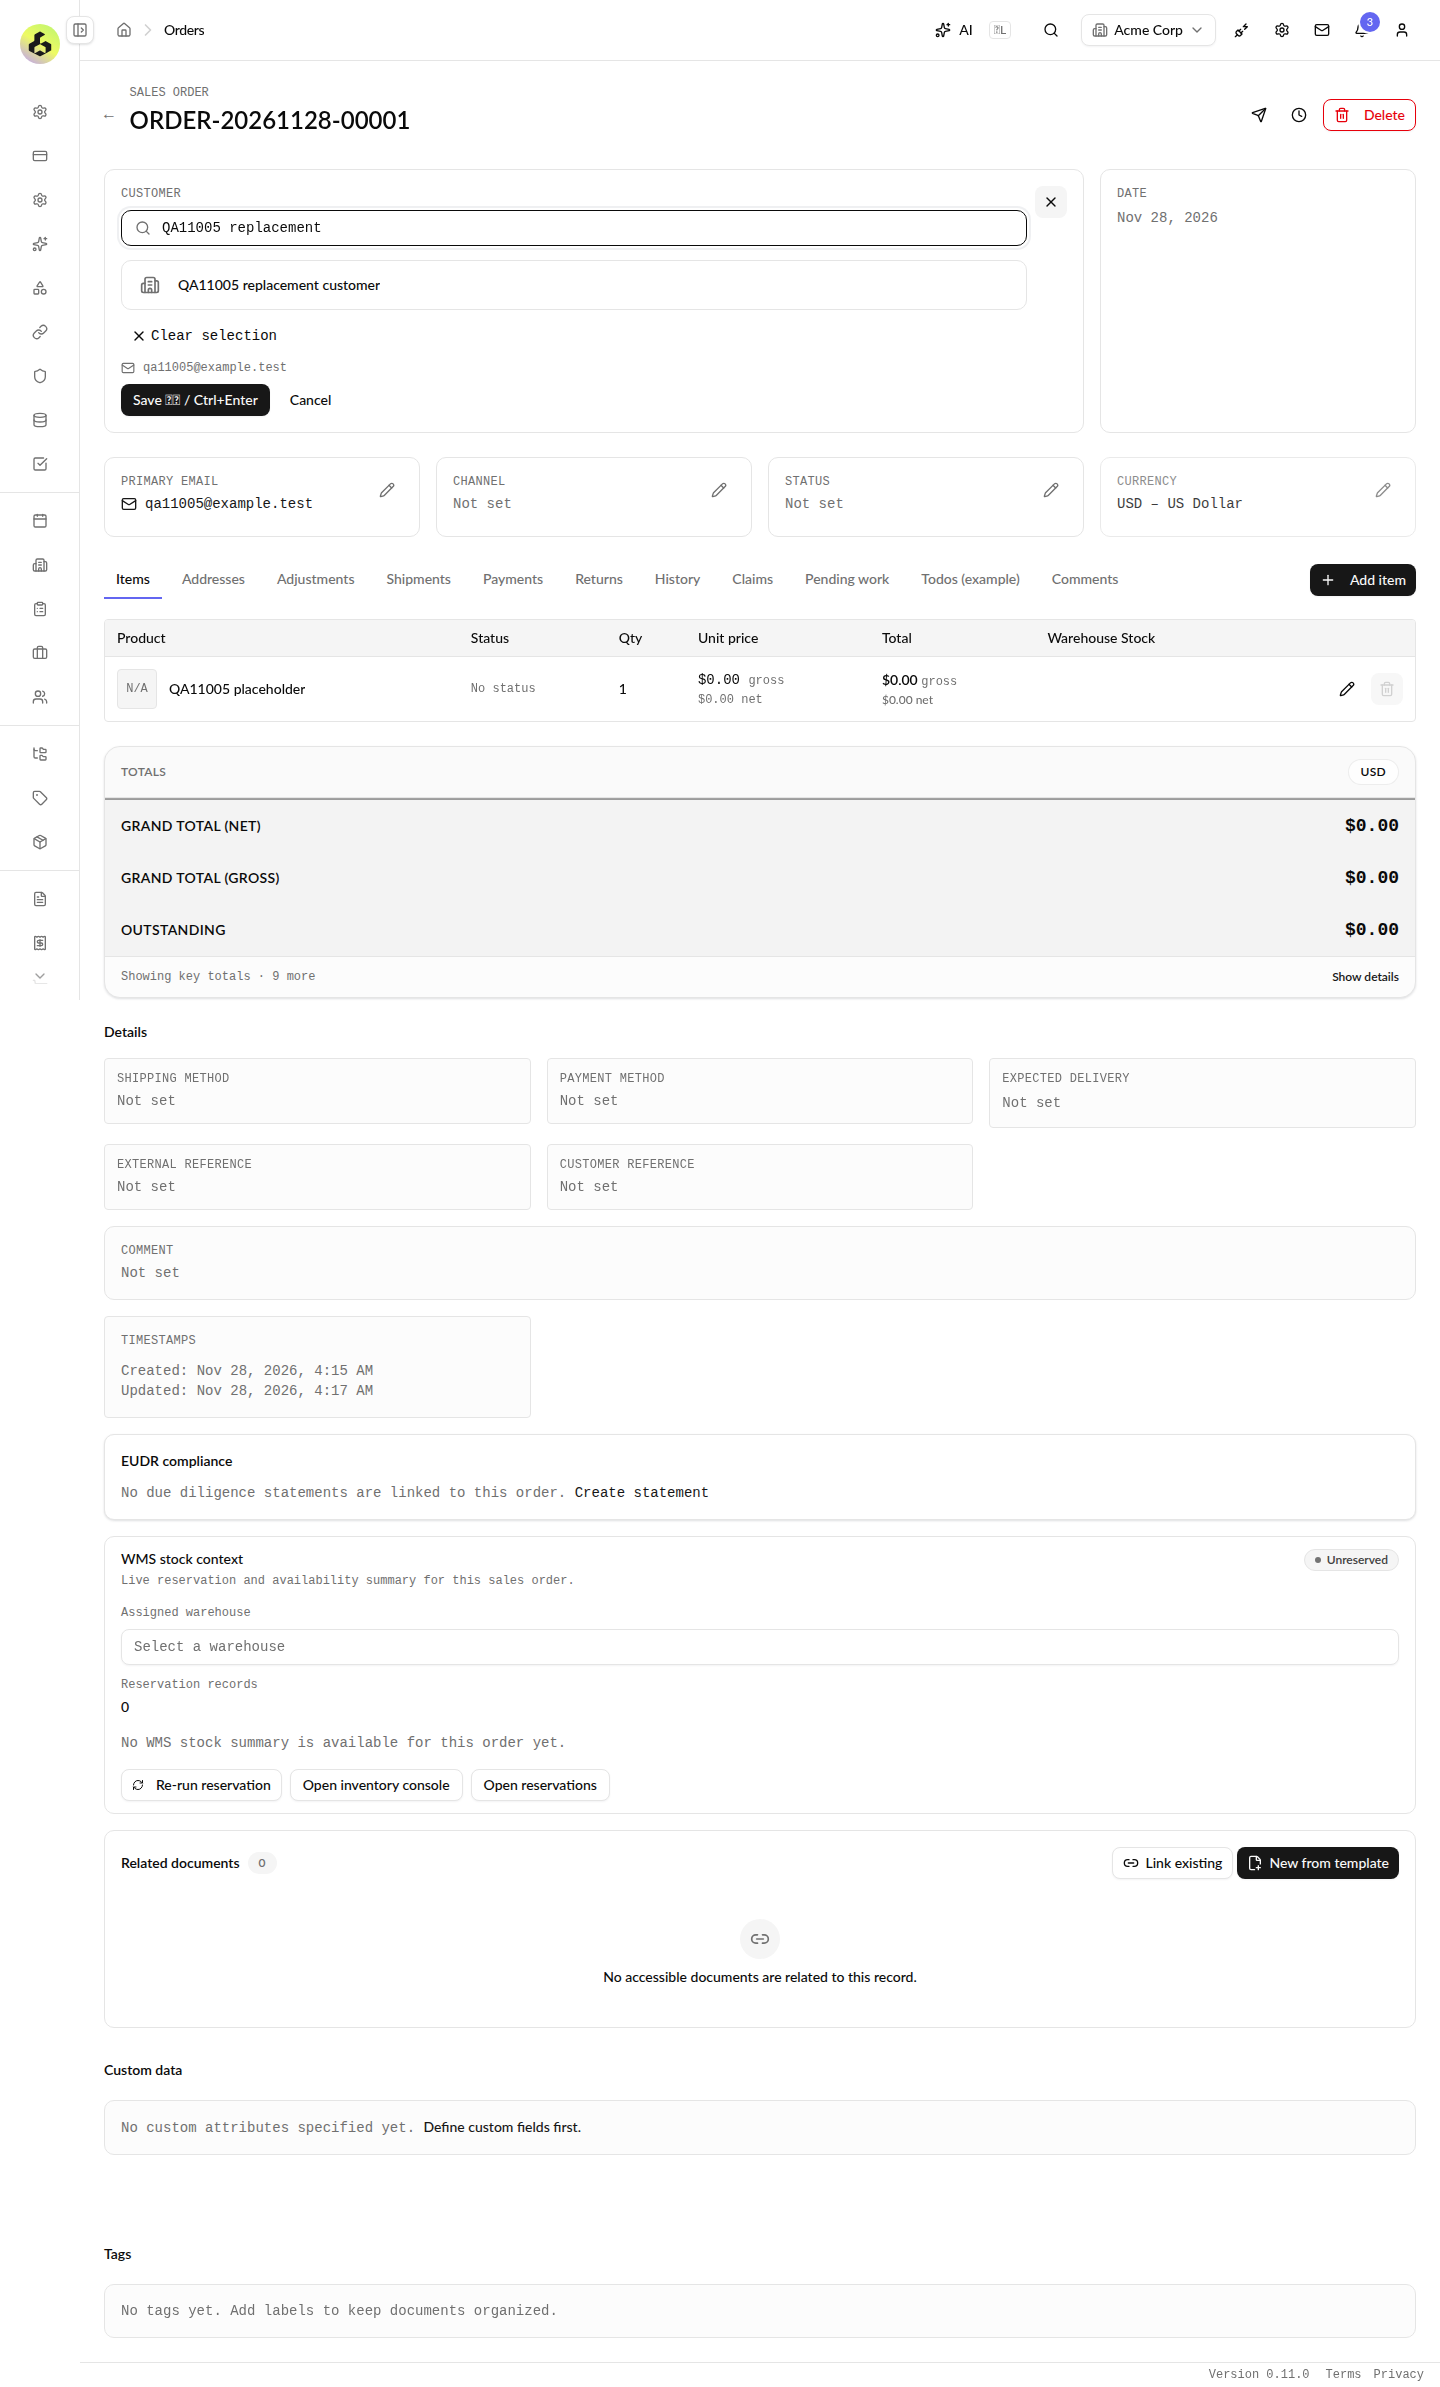 Orders
AI
L
Acme Corp
3
SALES ORDER
← ORDER-20261128-00001
Delete
CUSTOMER
QA11005 replacement
QA11005 replacement customer
Clear selection
qa11005@example.test
Save / Ctrl+Enter
Cancel
DATE
Nov 28, 2026
PRIMARY EMAIL
qa11005@example.test
CHANNEL
Not set
STATUS
Not set
CURRENCY
USD – US Dollar
Items Addresses Adjustments Shipments Payments Returns History Claims Pending work Todos (example) Comments
Add item
Product Status Qty Unit price Total Warehouse Stock
N/A QA11005 placeholder No status 1 $0.00 gross $0.00 gross
$0.00 net $0.00 net
TOTALS USD
GRAND TOTAL (NET) $0.00
GRAND TOTAL (GROSS) $0.00
OUTSTANDING $0.00
Showing key totals · 9 more Show details
Details
SHIPPING METHOD
Not set
PAYMENT METHOD
Not set
EXPECTED DELIVERY
Not set
EXTERNAL REFERENCE
Not set
CUSTOMER REFERENCE
Not set
COMMENT
Not set
TIMESTAMPS
Created: Nov 28, 2026, 4:15 AM
Updated: Nov 28, 2026, 4:17 AM
EUDR compliance
No due diligence statements are linked to this order. Create statement
WMS stock context
Unreserved
Live reservation and availability summary for this sales order.
Assigned warehouse
Select a warehouse
Reservation records
0
No WMS stock summary is available for this order yet.
Re-run reservation Open inventory console Open reservations
Related documents 0
Link existing New from template
No accessible documents are related to this record.
Custom data
No custom attributes specified yet. Define custom fields first.
Tags
No tags yet. Add labels to keep documents organized.
Version 0.11.0 Terms Privacy